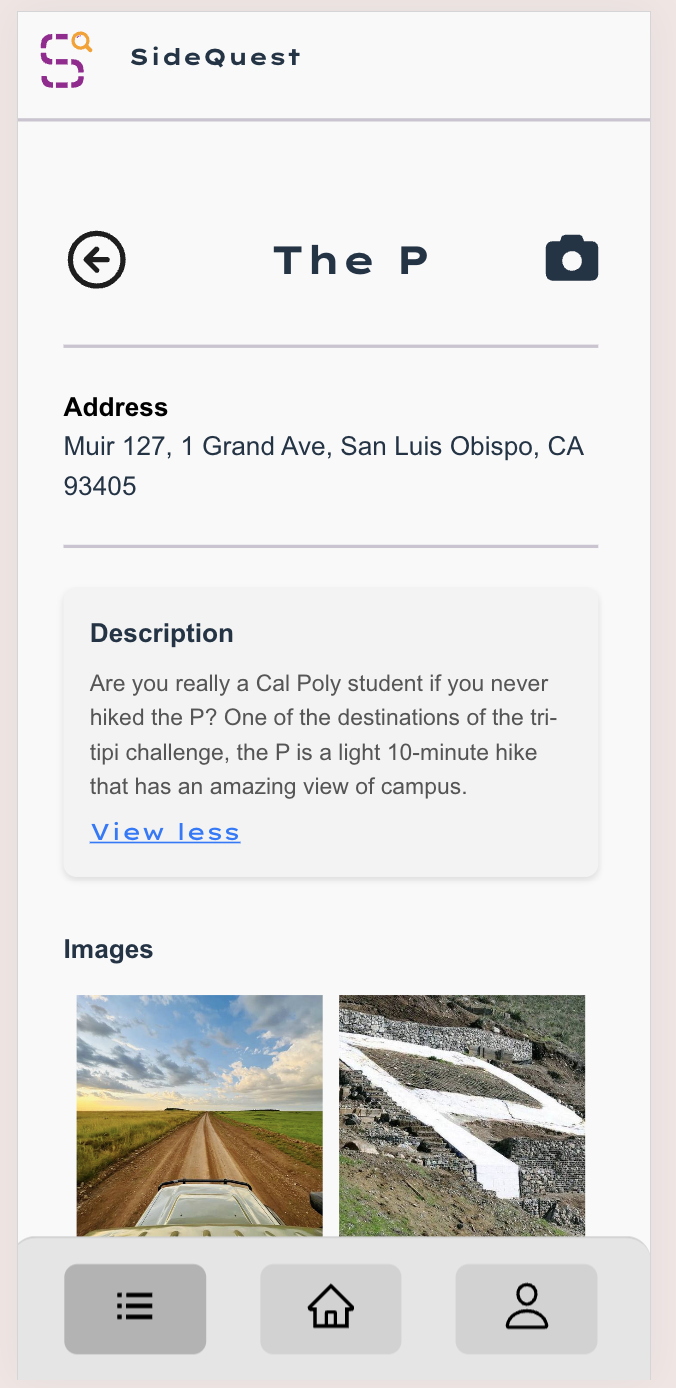 SideQuest
The P
Address
Muir 127, 1 Grand Ave, San Luis Obispo, CA
93405
Description
Are you really a Cal Poly student if you never
hiked the P? One of the destinations of the tri-
tipi challenge, the P is a light 10-minute hike
that has an amazing view of campus.
View less
Images